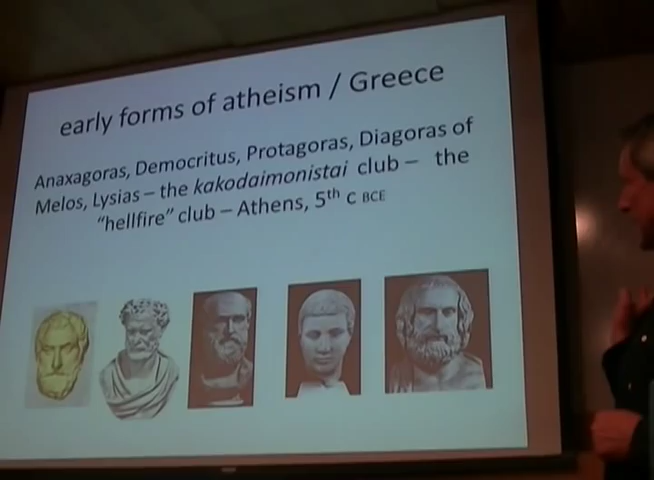 early forms of atheism / Greece
Anaxagoras, Democritus, Protagoras, Diagoras of
Melos, Lysias – the kakodaimonistai club – the
"hellfire" club – Athens, 5th c BCE